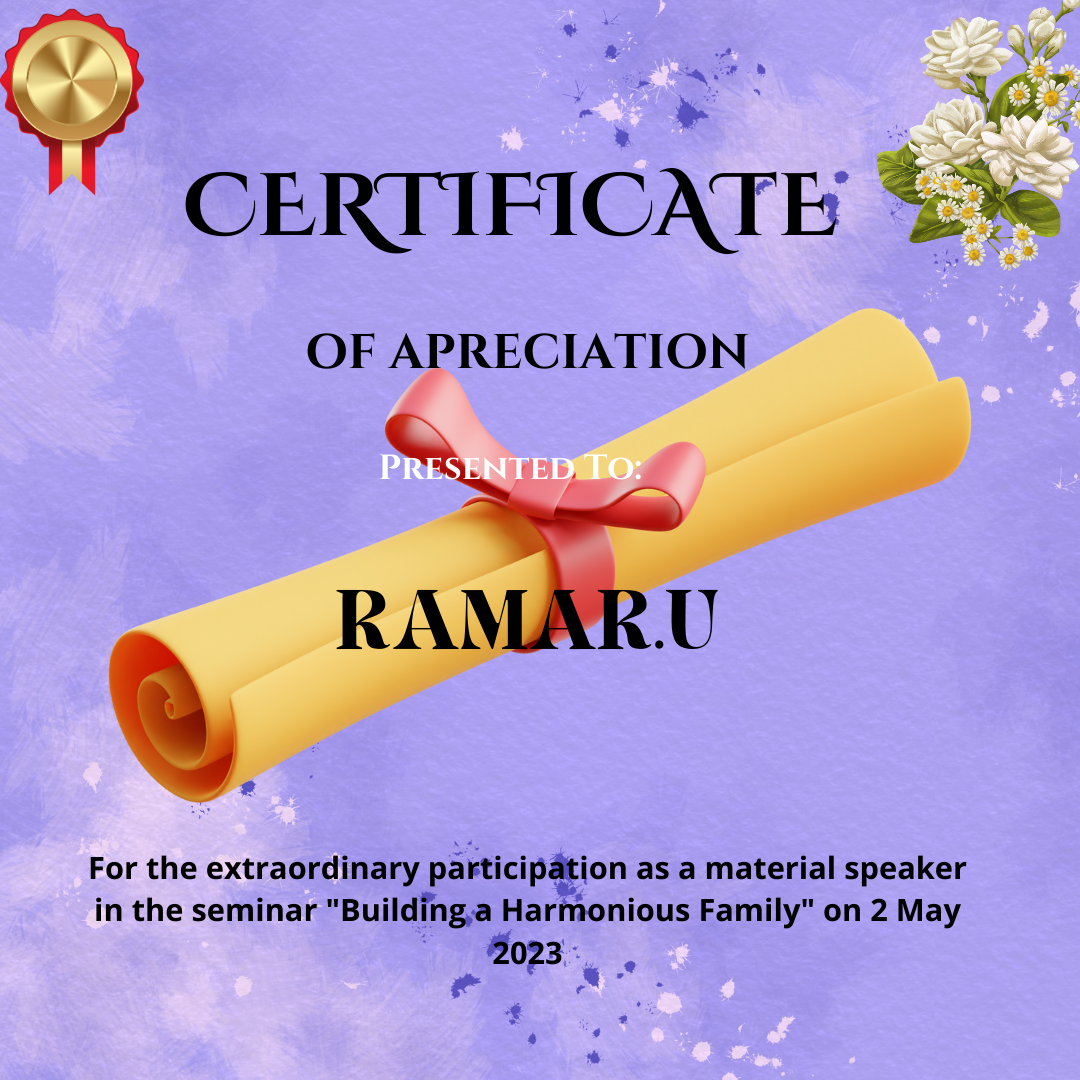 CERTIFICATE
OF APRECIATION
Presented To:
RAMAR.U
For the extraordinary participation as a material speaker
in the seminar "Building a Harmonious Family" on 2 May
2023